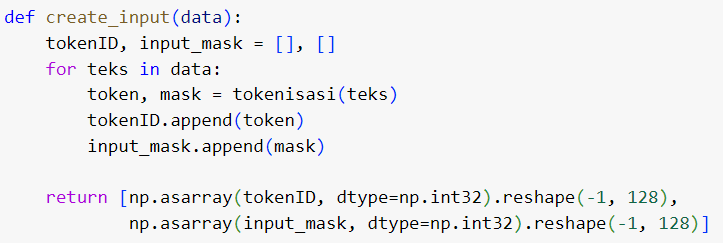 def create_input(data):
    tokenID, input_mask = [], []
    for teks in data:
        token, mask = tokenisasi(teks)
        tokenID.append(token)
        input_mask.append(mask)

    return [np.asarray(tokenID, dtype=np.int32).reshape(-1, 128),
            np.asarray(input_mask, dtype=np.int32).reshape(-1, 128)]